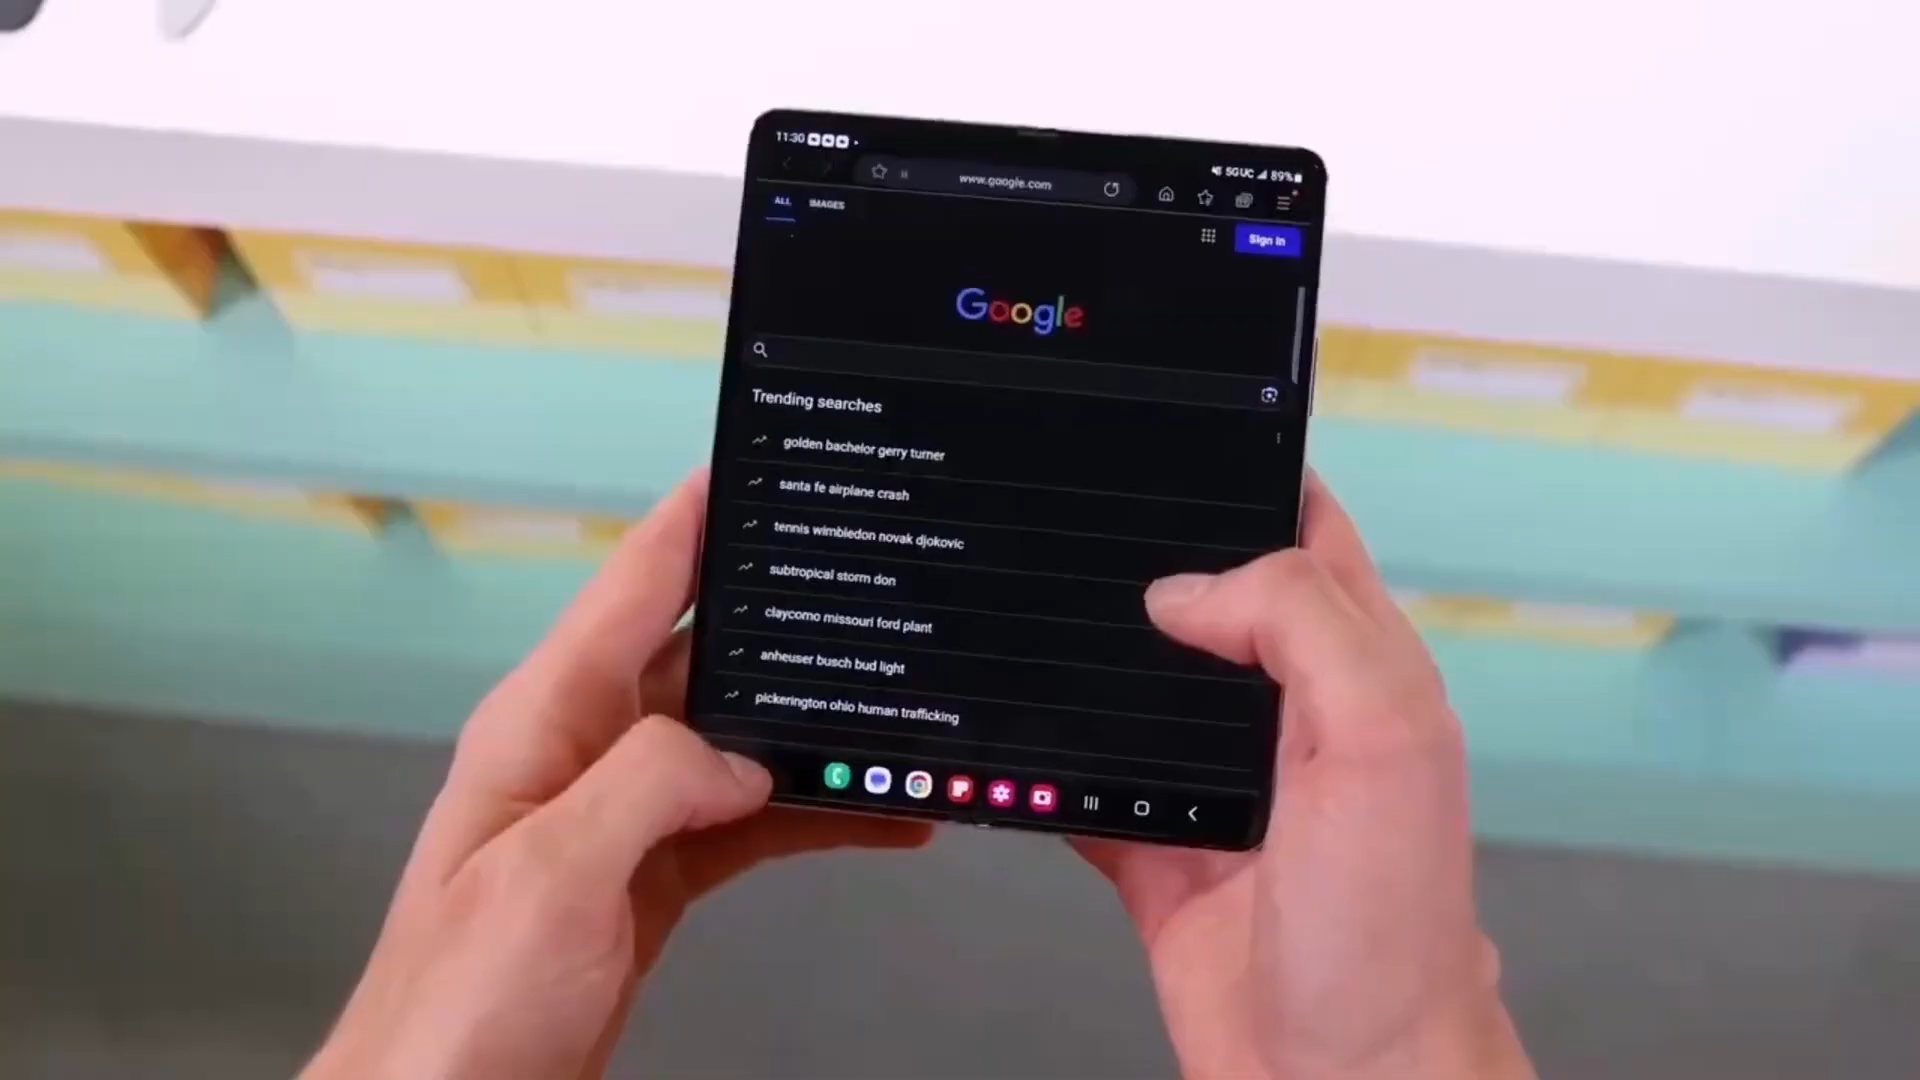 11:30
5G UC 89%
www.google.com
ALL IMAGES
Sign in
Google
Trending searches
golden bachelor gerry turner
santa fe airplane crash
tennis wimbledon novak djokovic
subtropical storm don
claycomo missouri ford plant
anheuser busch bud light
pickerington ohio human trafficking